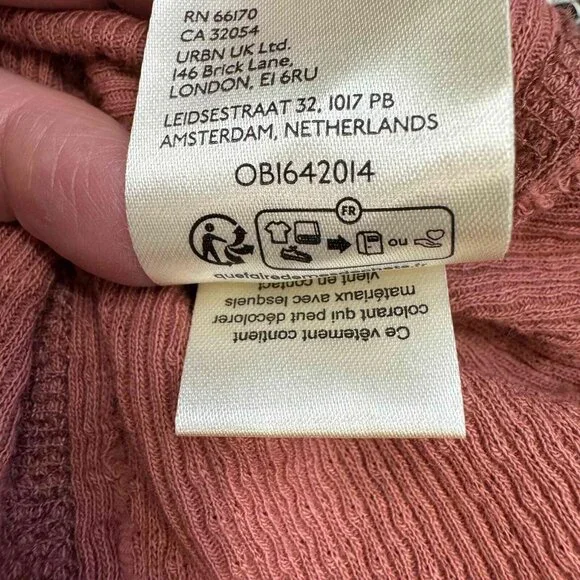 RN 66170
CA 32054
URBN UK Ltd.
146 Brick Lane,
LONDON, E1 6RU
LEIDSESTRAAT 32, 1017 PB
AMSTERDAM, NETHERLANDS
OB1642014
FR
ou
Ce vêtement contient
colorant qui peut décolorer
matériaux avec lesquels
vient en contact